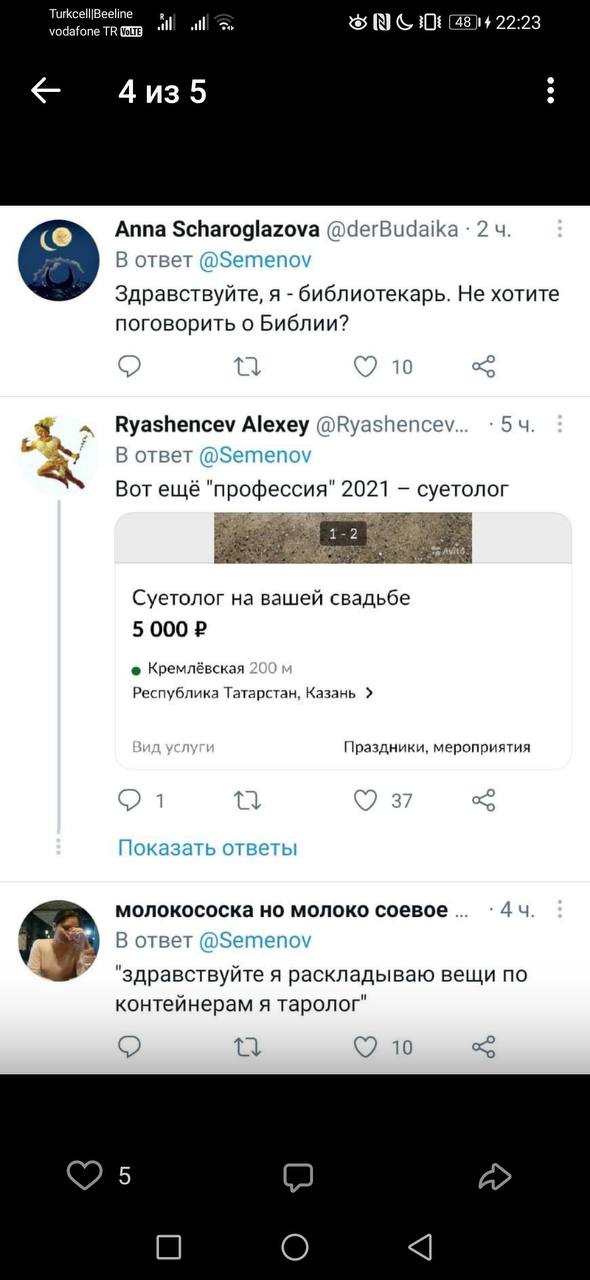 Turkcell|Beeline
vodafone TR VoLTE
R
48
22:23
4 из 5
Anna Scharoglazova @derBudaika · 2 ч.
В ответ @Semenov
Здравствуйте, я - библиотекарь. Не хотите
поговорить о Библии?
10
Ryashencev Alexey @Ryashencev... · 5 ч.
В ответ @Semenov
Вот ещё "профессия" 2021 – суетолог
1 - 2
Avito
Суетолог на вашей свадьбе
5 000 ₽
Кремлёвская 200 м
Республика Татарстан, Казань
Вид услуги Праздники, мероприятия
1 37
Показать ответы
молокососка но молоко соевое ... · 4 ч.
В ответ @Semenov
"здравствуйте я раскладываю вещи по
контейнерам я таролог"
10
5